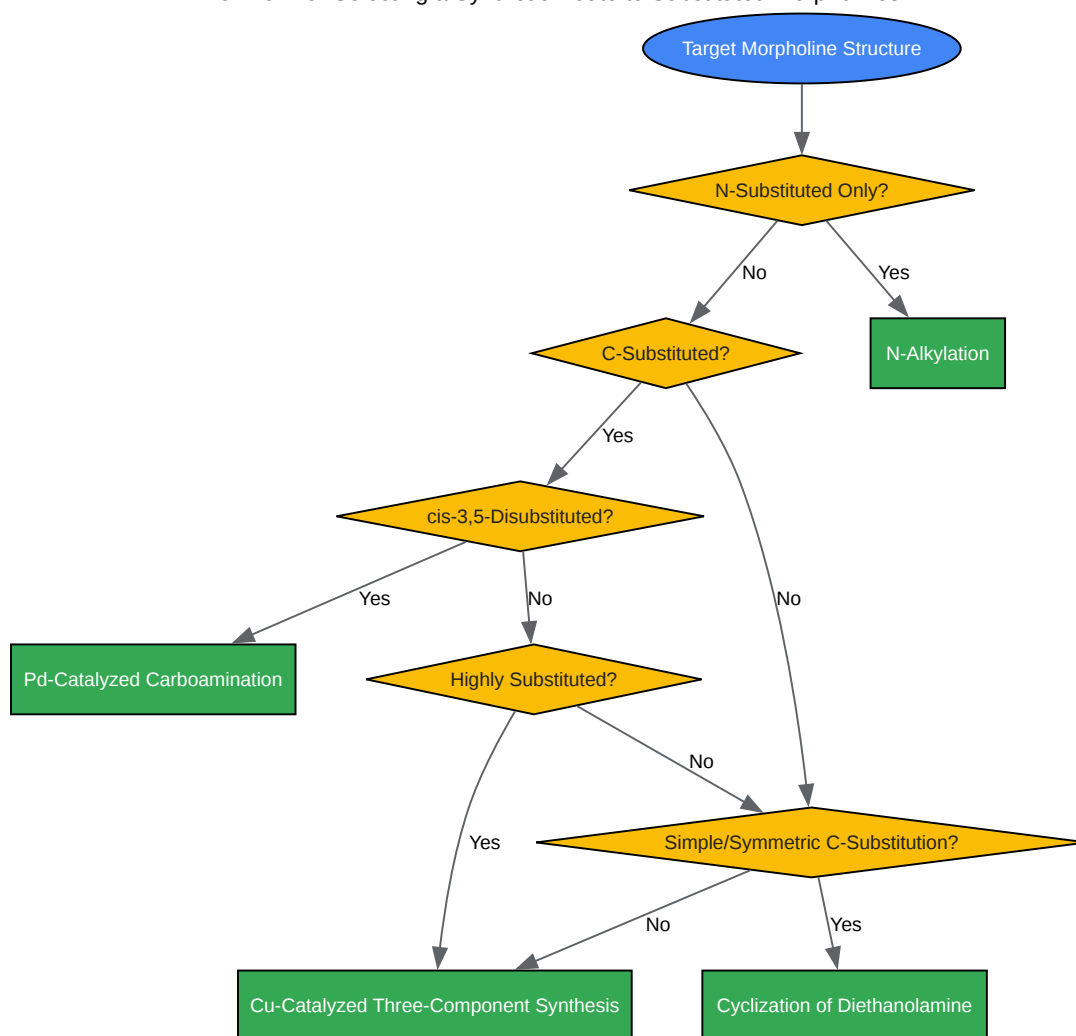 Target Morpholine Structure
N-Substituted Only?
No
Yes
C-Substituted?
N-Alkylation
Yes
cis-3,5-Disubstituted?
No
Yes
No
Pd-Catalyzed Carboamination
Highly Substituted?
No
Yes
Simple/Symmetric C-Substitution?
No
Yes
Cu-Catalyzed Three-Component Synthesis
Cyclization of Diethanolamine